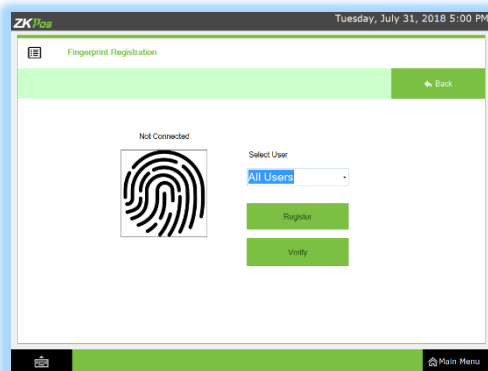 ZKPos
Tuesday, July 31, 2018 5:00 PM
Fingerprint Registration
Back
Not Connected
Select User
All Users
Register
Verify
Main Menu